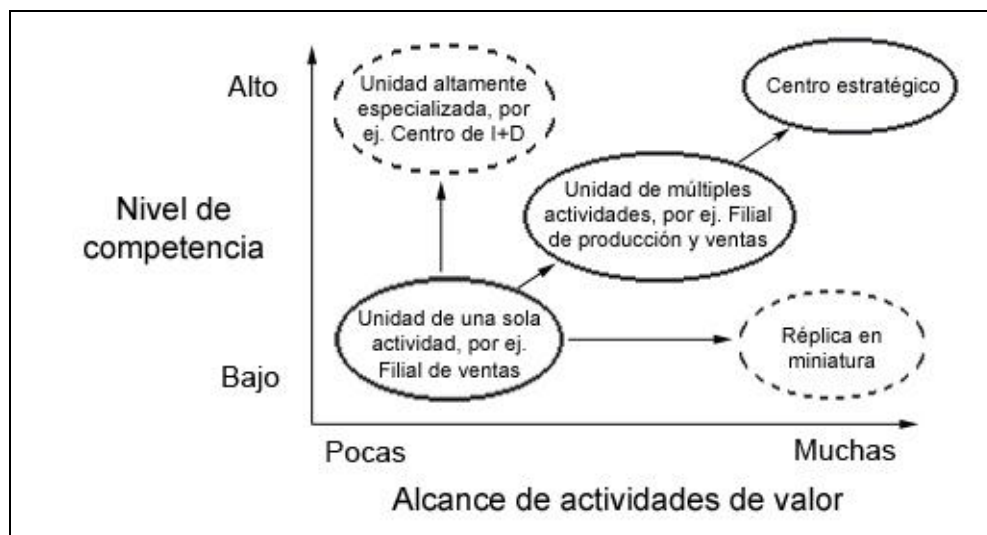 Alto
Unidad altamente
especializada, por
ej. Centro de I+D
Centro estratégico
Nivel de
competencia
Unidad de múltiples
actividades, por ej. Filial
de producción y ventas
Unidad de una sola
actividad, por ej.
Filial de ventas
Réplica en
miniatura
Bajo
Pocas
Muchas
Alcance de actividades de valor